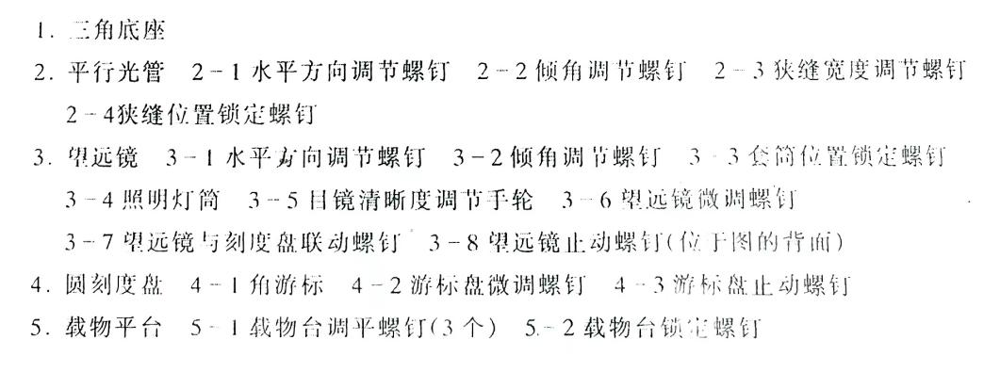 1. 三角底座
2. 平行光管 2-1 水平方向调节螺钉 2-2 倾角调节螺钉 2-3 狭缝宽度调节螺钉
2-4狭缝位置锁定螺钉
3. 望远镜 3-1 水平方向调节螺钉 3-2 倾角调节螺钉 3-3 套筒位置锁定螺钉
3-4 照明灯筒 3-5 目镜清晰度调节手轮 3-6 望远镜微调螺钉
3-7 望远镜与刻度盘联动螺钉 3-8 望远镜止动螺钉(位于图的背面)
4. 圆刻度盘 4-1 角游标 4-2 游标盘微调螺钉 4-3 游标盘止动螺钉
5. 载物平台 5-1 载物台调平螺钉(3个) 5-2 载物台锁定螺钉